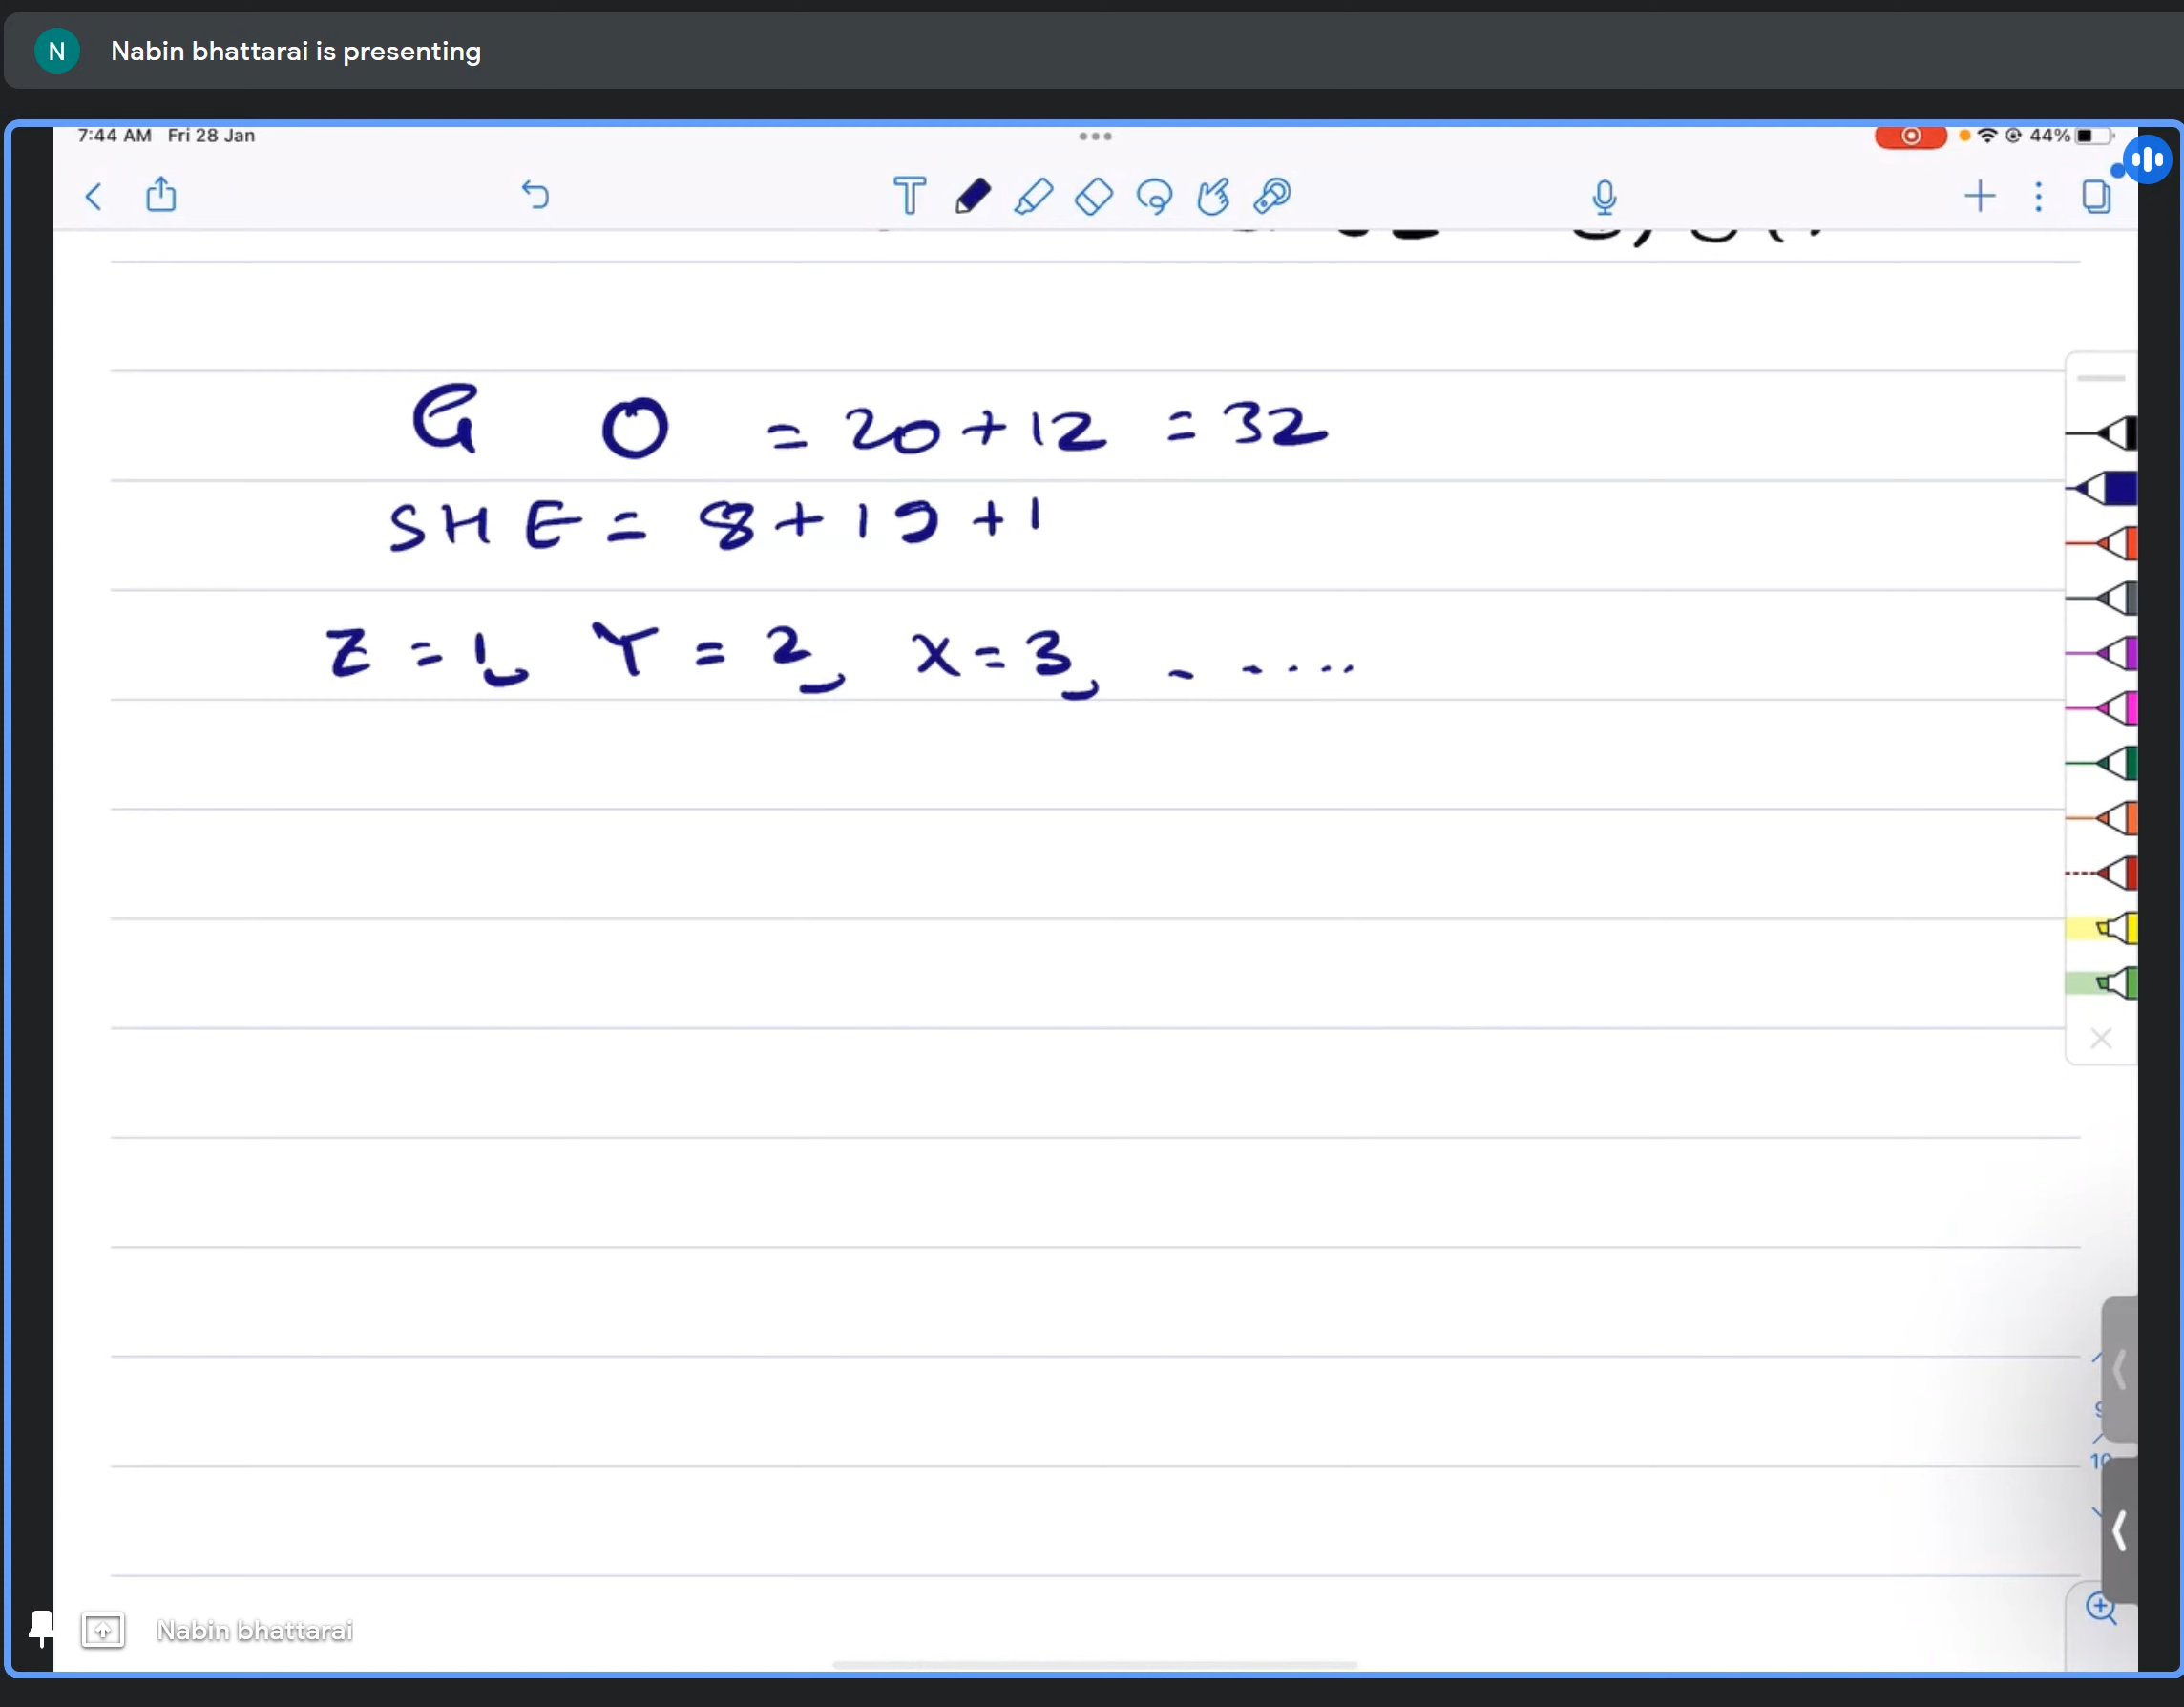 N Nabin bhattarai is presenting
7:44 AM Fri 28 Jan
44%
T
G O = 20 + 12 = 32
SHE = 8 + 19 + 1
Z = 1, Y = 2, X = 3, - - ....
10
Nabin bhattarai